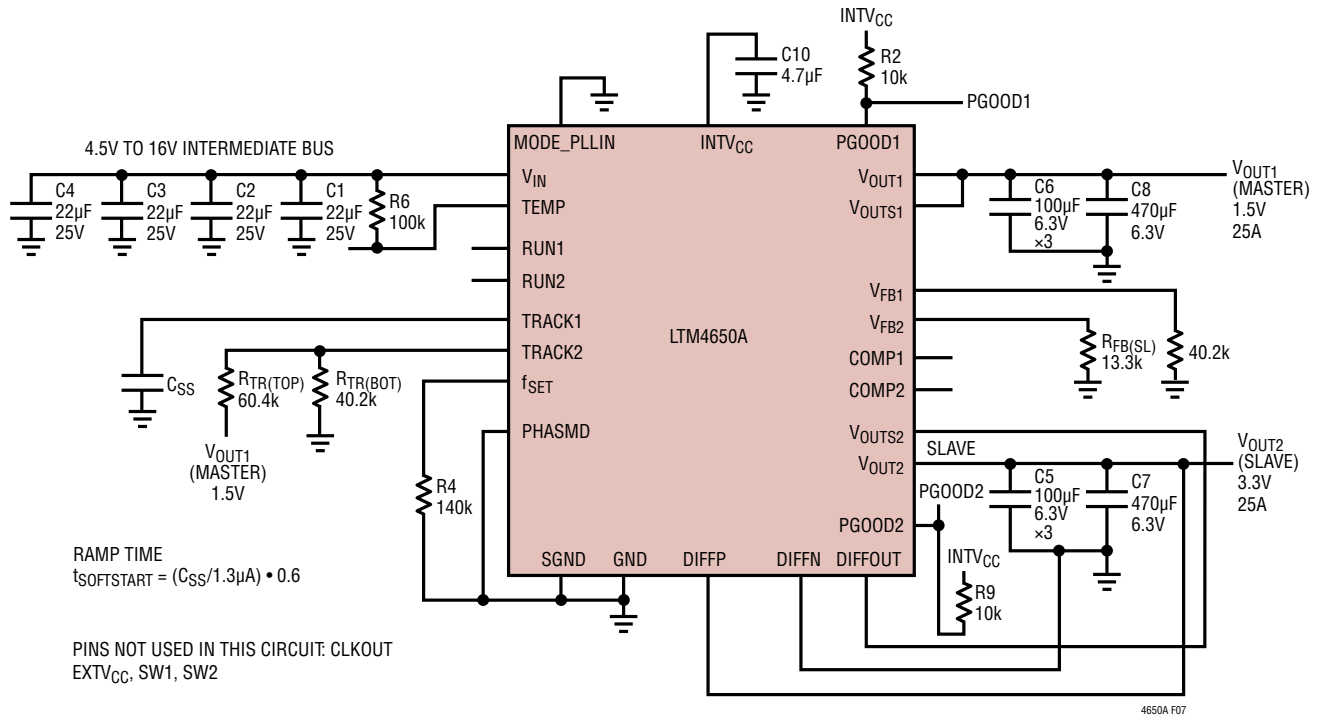 INTVCC
C10
4.7µF
R2
10k
PGOOD1
MODE_PLLIN
INTVCC
PGOOD1
4.5V TO 16V INTERMEDIATE BUS
C4
22µF
25V
C3
22µF
25V
C2
22µF
25V
C1
22µF
25V
R6
100k
VIN
TEMP
RUN1
RUN2
TRACK1
TRACK2
fSET
PHASMD
LTM4650A
VOUT1
VOUTS1
VFB1
VFB2
COMP1
COMP2
VOUTS2
VOUT2
PGOOD2
C6
100µF
6.3V
×3
C8
470µF
6.3V
VOUT1
(MASTER)
1.5V
25A
RFB(SL)
13.3k
40.2k
CSS
RTR(TOP)
60.4k
RTR(BOT)
40.2k
VOUT1
(MASTER)
1.5V
R4
140k
SLAVE
PGOOD2
C5
100µF
6.3V
×3
C7
470µF
6.3V
VOUT2
(SLAVE)
3.3V
25A
INTVCC
R9
10k
SGND
GND
DIFFP
DIFFN
DIFFOUT
RAMP TIME
tSOFTSTART = (CSS/1.3µA) • 0.6
PINS NOT USED IN THIS CIRCUIT: CLKOUT
EXTVCC, SW1, SW2
4650A F07